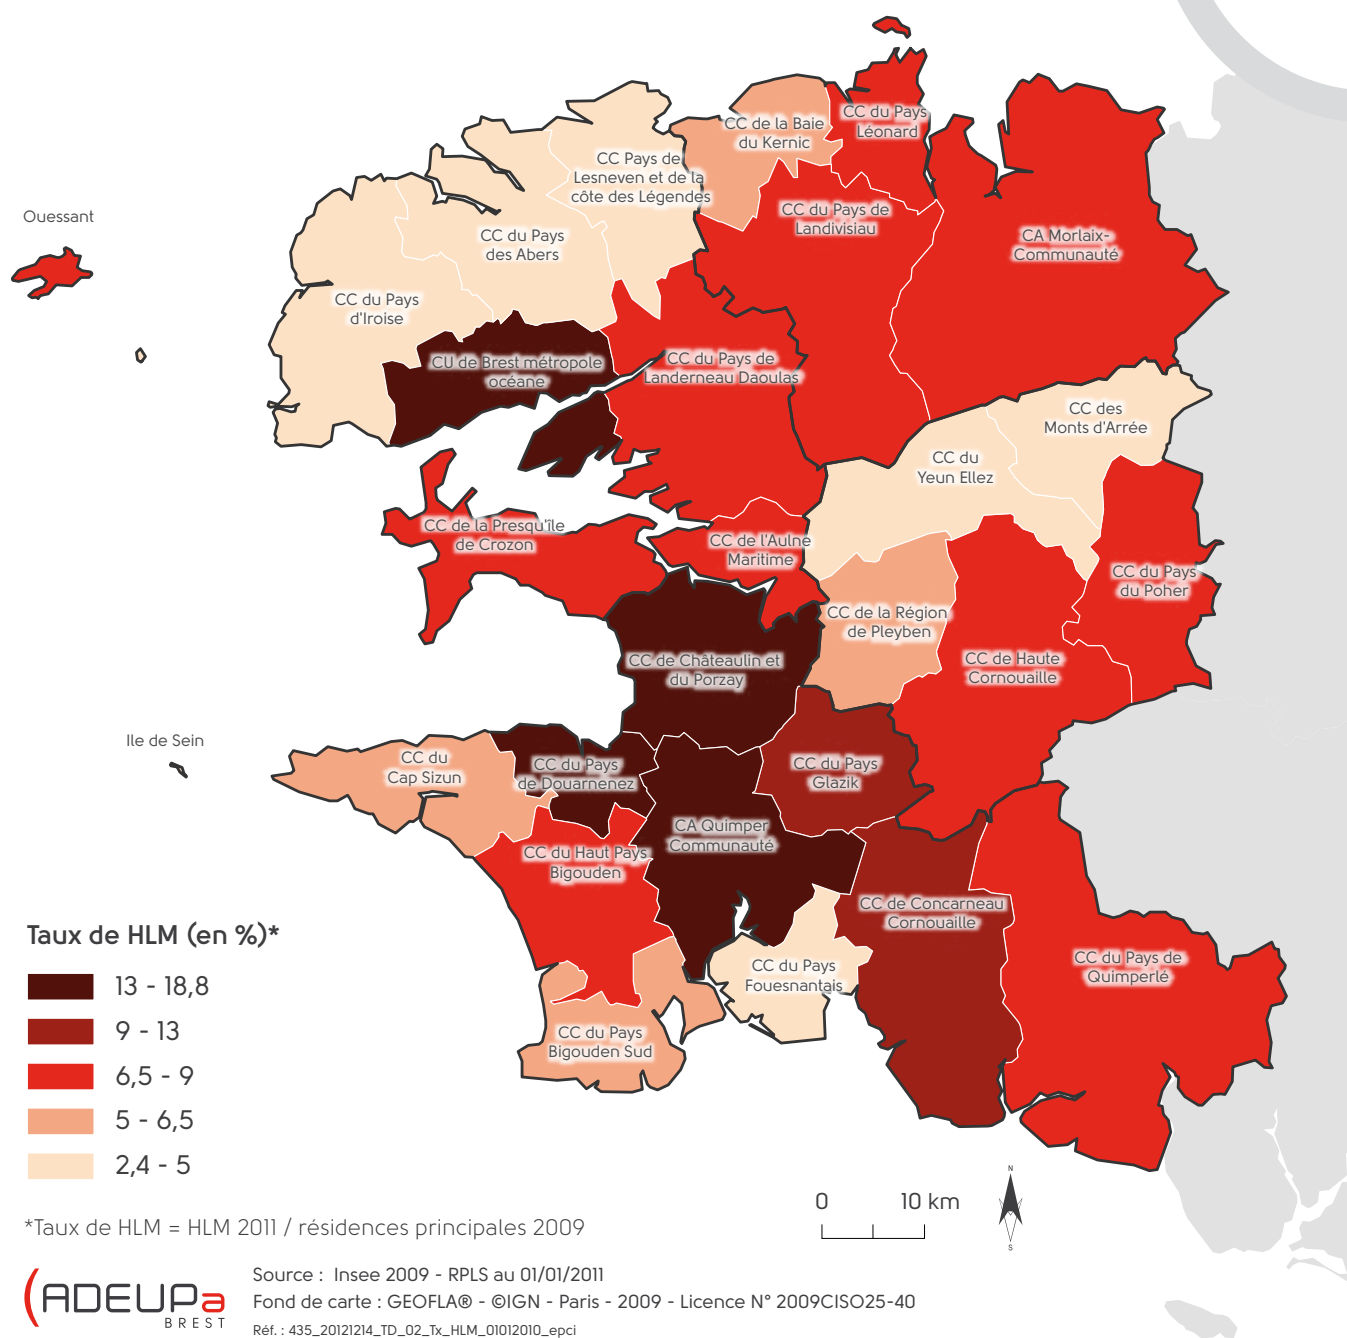 CC du Pays
Léonard
CC de la Baie
du Kernic
CC Pays de
Lesneven et de la
côte des Légendes
Ouessant
CC du Pays de
Landivisiau
CC du Pays
des Abers
CA Morlaix-
Communauté
CC du Pays
d'Iroise
CU de Brest métropole
océane
CC du Pays de
Landerneau Daoulas
CC des
Monts d'Arrée
CC du
Yeun Ellez
CC de la Presqu'île
de Crozon
CC de l'Aulne
Maritime
CC du Pays
du Poher
CC de la Région
de Pleyben
CC de Châteaulin et
du Porzay
CC de Haute
Cornouaille
Ile de Sein
CC du
Cap Sizun
CC du Pays
de Douarnenez
CC du Pays
Glazik
CA Quimper
Communauté
CC du Haut Pays
Bigouden
CC de Concarneau
Cornouaille
CC du Pays
Fouesnantais
CC du Pays de
Quimperlé
CC du Pays
Bigouden Sud
Taux de HLM (en %)*
13 - 18,8
9 - 13
6,5 - 9
5 - 6,5
2,4 - 5
*Taux de HLM = HLM 2011 / résidences principales 2009
0 10 km
N
S
ADEUPa
BREST
Source : Insee 2009 - RPLS au 01/01/2011
Fond de carte : GEOFLA® - ©IGN - Paris - 2009 - Licence N° 2009CISO25-40
Réf. : 435_20121214_TD_02_Tx_HLM_01012010_epci